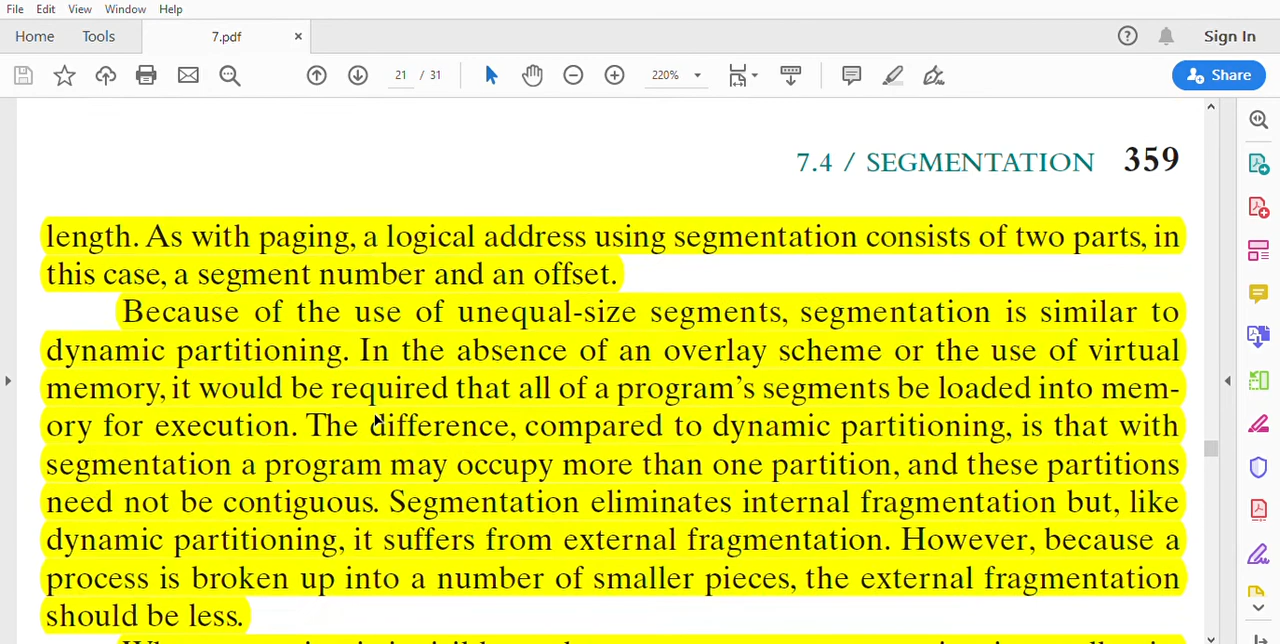 File Edit View Window Help
Home Tools 7.pdf × Sign In
21 / 31 220% Share
7.4 / SEGMENTATION 359
length. As with paging, a logical address using segmentation consists of two parts, in
this case, a segment number and an offset.
Because of the use of unequal-size segments, segmentation is similar to
dynamic partitioning. In the absence of an overlay scheme or the use of virtual
memory, it would be required that all of a program's segments be loaded into mem-
ory for execution. The difference, compared to dynamic partitioning, is that with
segmentation a program may occupy more than one partition, and these partitions
need not be contiguous. Segmentation eliminates internal fragmentation but, like
dynamic partitioning, it suffers from external fragmentation. However, because a
process is broken up into a number of smaller pieces, the external fragmentation
should be less.